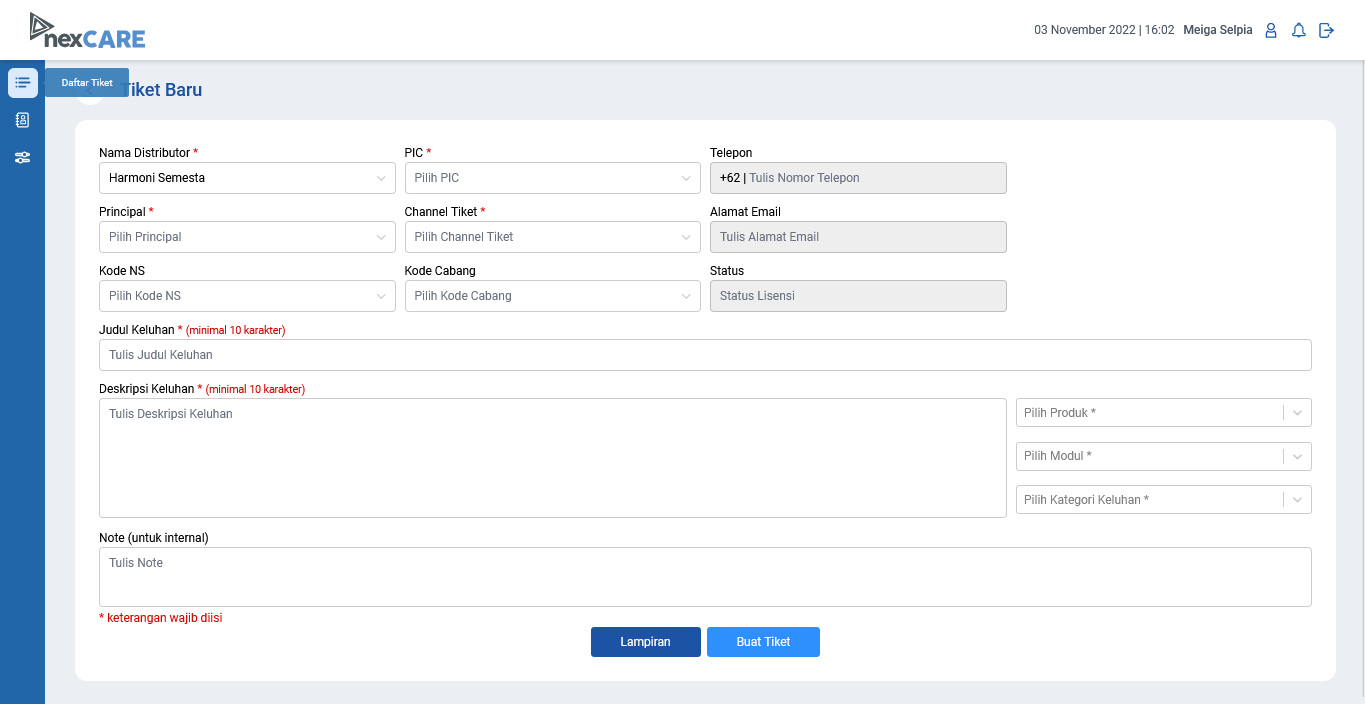 nexCARE
03 November 2022 | 16:02 Meiga Selpia
Daftar Tiket
Tiket Baru
Nama Distributor * PIC * Telepon
Harmoni Semesta Pilih PIC +62 | Tulis Nomor Telepon
Principal * Channel Tiket * Alamat Email
Pilih Principal Pilih Channel Tiket Tulis Alamat Email
Kode NS Kode Cabang Status
Pilih Kode NS Pilih Kode Cabang Status Lisensi
Judul Keluhan * (minimal 10 karakter)
Tulis Judul Keluhan
Deskripsi Keluhan * (minimal 10 karakter)
Tulis Deskripsi Keluhan
Pilih Produk *
Pilih Modul *
Pilih Kategori Keluhan *
Note (untuk internal)
Tulis Note
* keterangan wajib diisi
Lampiran Buat Tiket